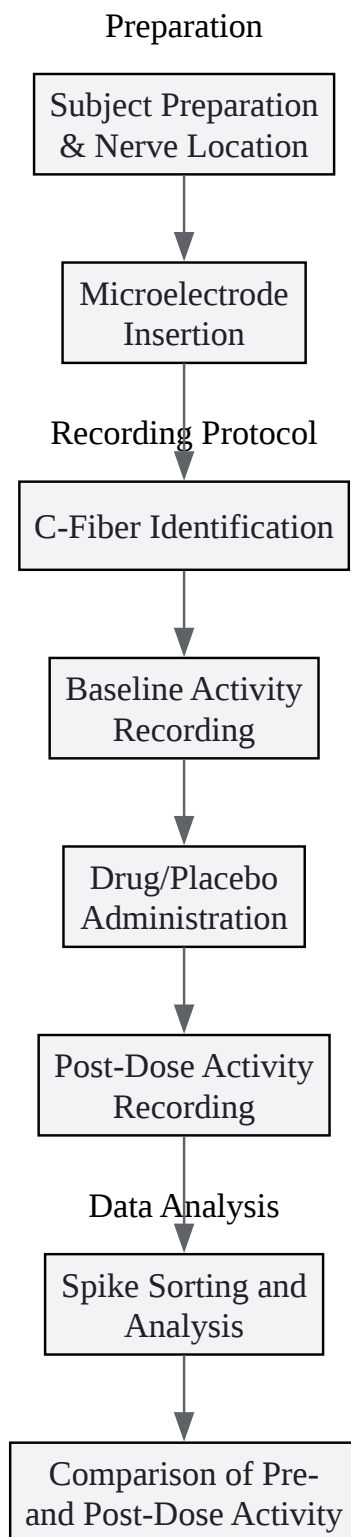 Preparation
Subject Preparation
& Nerve Location
Microelectrode
Insertion
Recording Protocol
C-Fiber Identification
Baseline Activity
Recording
Drug/Placebo
Administration
Post-Dose Activity
Recording
Data Analysis
Spike Sorting and
Analysis
Comparison of Pre-
and Post-Dose Activity